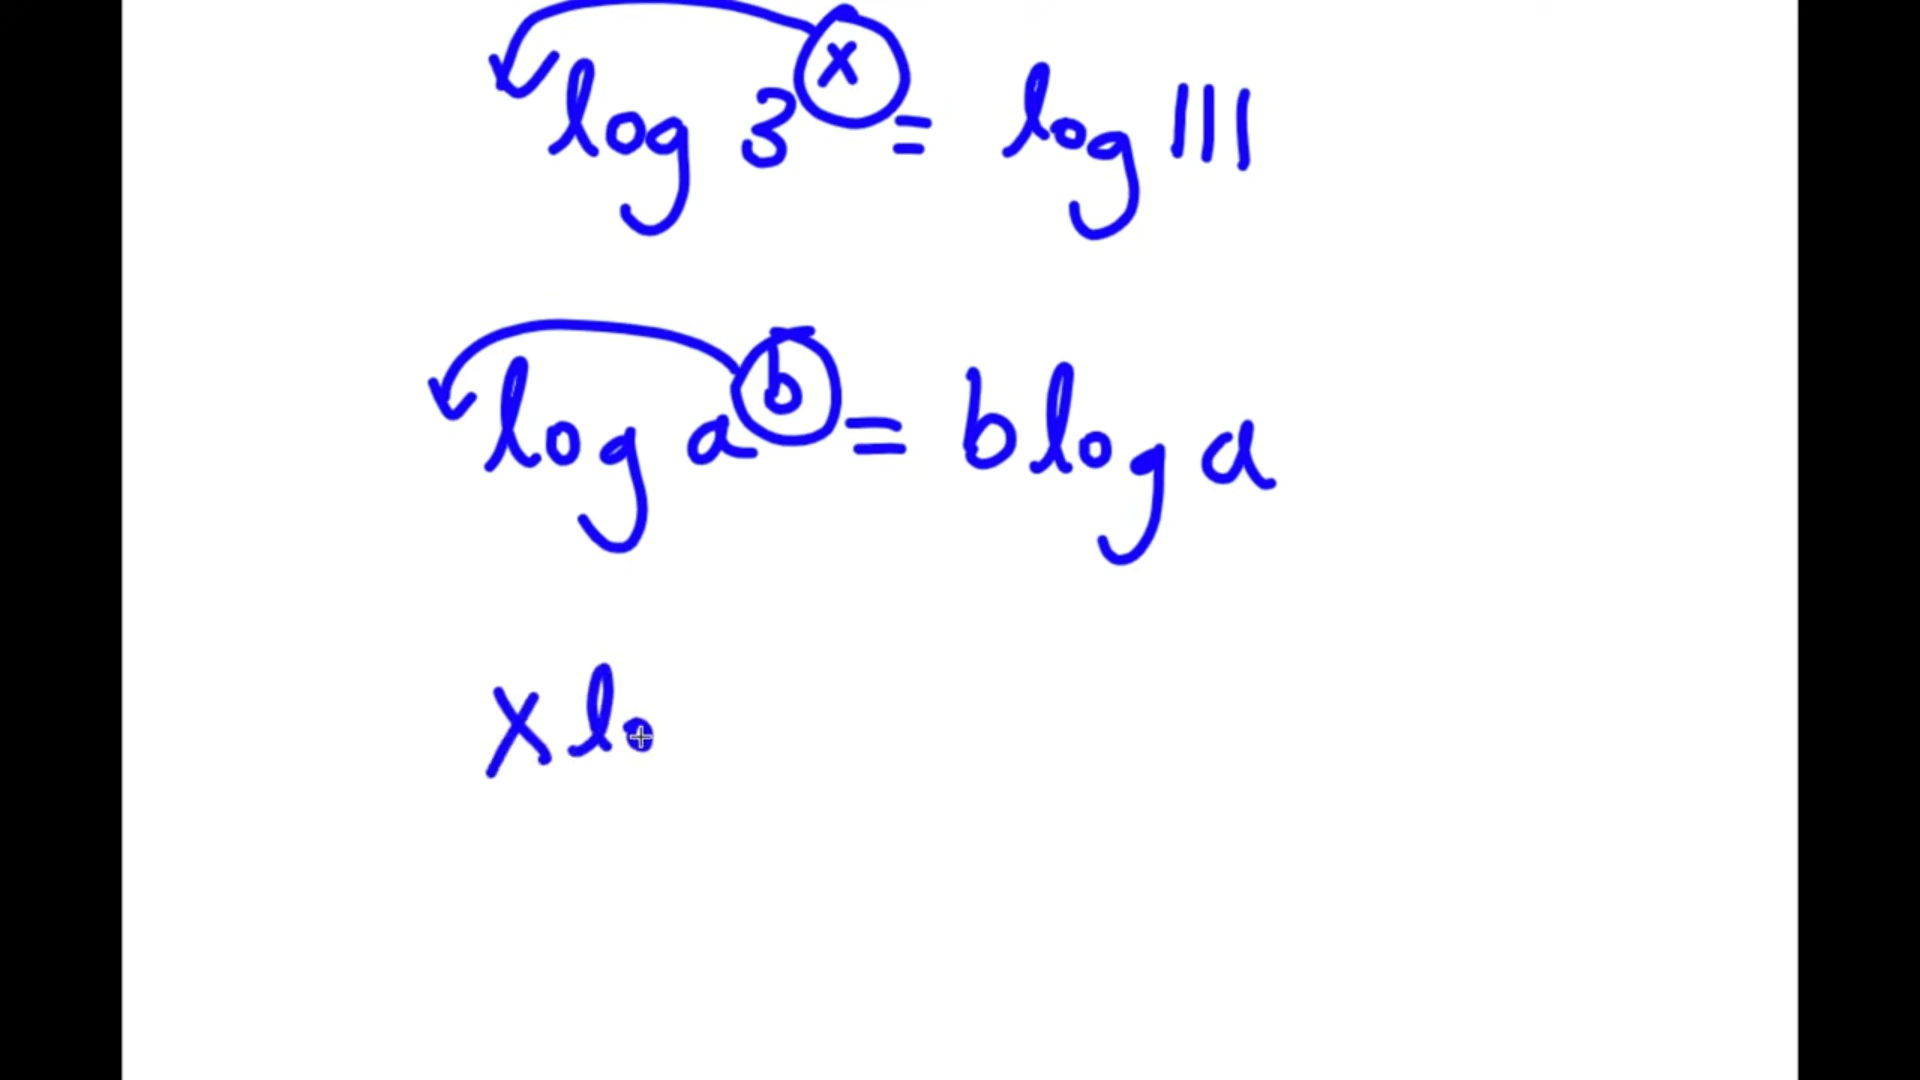 log 3^x = log 111
log a^b = b log a
x lo